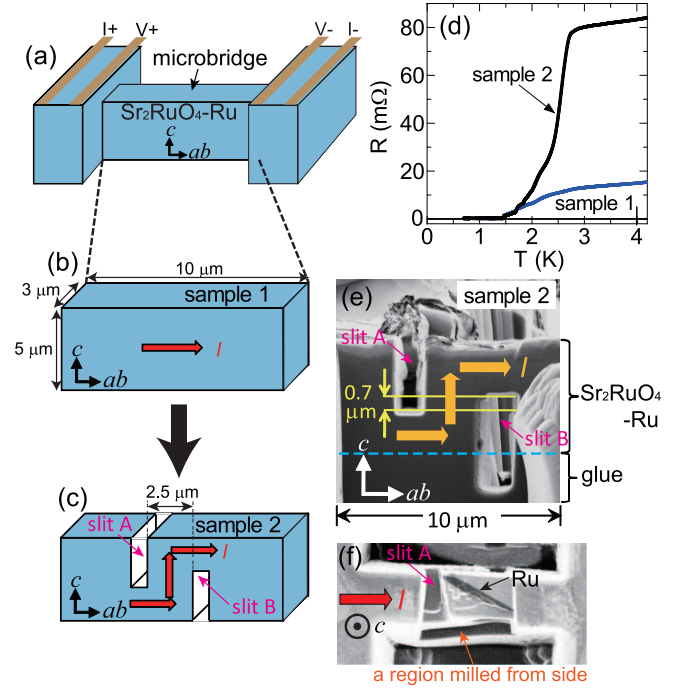 (a)
I+ V+
V- I-
microbridge
Sr2RuO4-Ru
c
ab
(b)
10 μm
3 μm
sample 1
5 μm
I
c
ab
(c)
2.5 μm
slit A
sample 2
I
c
ab
slit B
(d)
80
60
40
20
0
R (mΩ)
sample 2
sample 1
0 1 2 3 4
T (K)
(e)
sample 2
slit A
I
0.7
μm
slit B
Sr2RuO4
-Ru
c
ab
glue
10 μm
(f)
slit A
Ru
I
c
a region milled from side